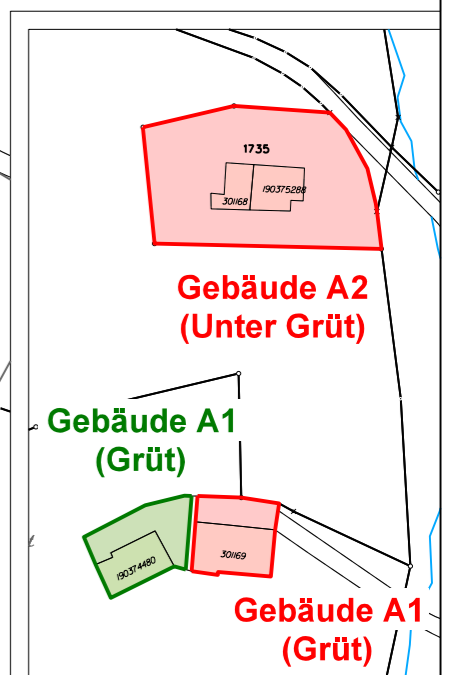 1735
301168
190375288
Gebäude A2
(Unter Grüt)
Gebäude A1
(Grüt)
190374480
301169
Gebäude A1
(Grüt)